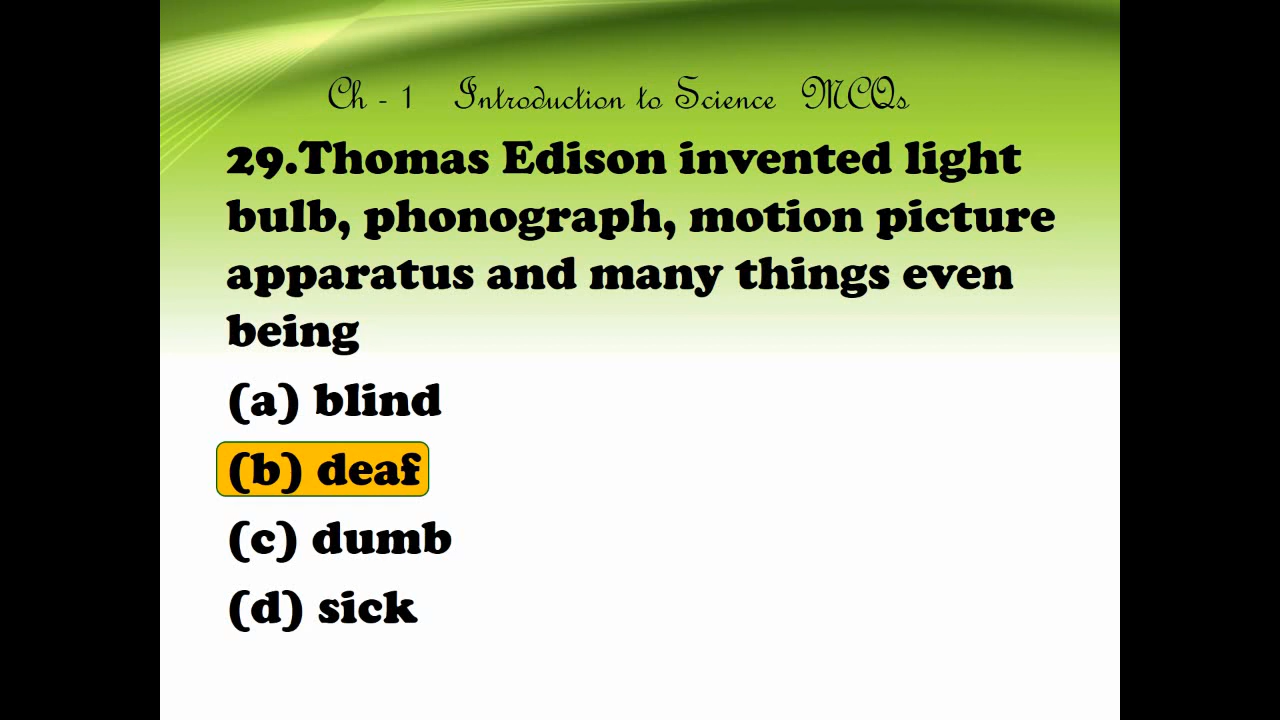 Ch - 1 Introduction to Science MCQs
29.Thomas Edison invented light
bulb, phonograph, motion picture
apparatus and many things even
being
(a) blind
(b) deaf
(c) dumb
(d) sick